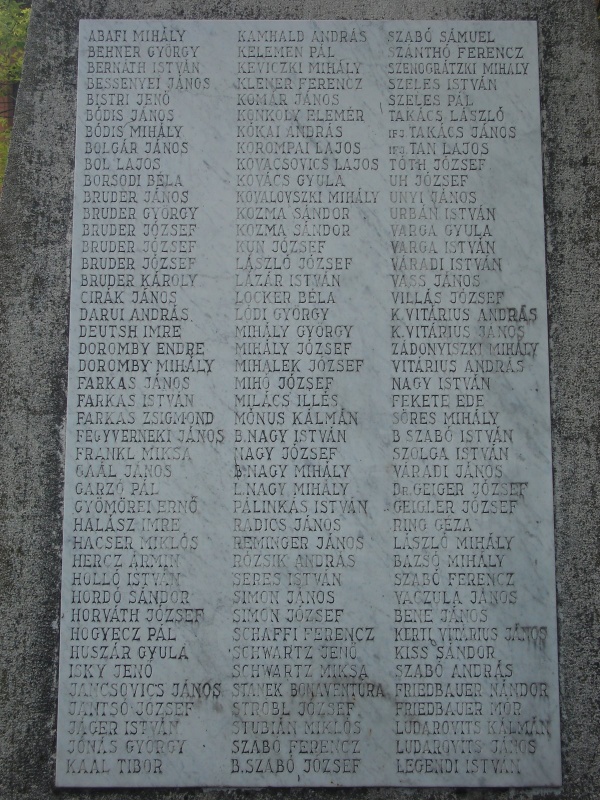 ABAFI MIHÁLY
BEHNER GYÖRGY
BERNÁTH ISTVÁN
BESSENYEI JÁNOS
BISTRI JENŐ
BÓDIS JÁNOS
BÓDIS MIHÁLY
BOLGÁR JÁNOS
BOL LAJOS
BORSODI BÉLA
BRUDER JÁNOS
BRUDER GYÖRGY
BRUDER JÓZSEF
BRUDER JÓZSEF
BRUDER JÓZSEF
BRUDER KÁROLY
CIRÁK JÁNOS
DARUI ANDRÁS
DEUTSH IMRE
DOROMBY ENDRE
DOROMBY MIHÁLY
FARKAS JÁNOS
FARKAS ISTVÁN
FARKAS ZSIGMOND
FEGYVERNEKI JÁNOS
FRANKL MIKSA
GAÁL JÁNOS
GARZÓ PÁL
GYÖMÖREI ERNŐ
HALÁSZ IMRE
HACSER MIKLÓS
HERCZ ÁRMIN
HOLLÓ ISTVÁN
HORDÓ SÁNDOR
HORVÁTH JÓZSEF
HOGYECZ PÁL
HUSZÁR GYULA
ISKY JENŐ
JANCSOVICS JÁNOS
JÁNTSÓ JÓZSEF
JÁGER ISTVÁN
JÓNÁS GYÖRGY
KAÁL TIBOR
KAMHALD ANDRÁS
KELEMEN PÁL
KEVICZKI MIHÁLY
KLENER FERENCZ
KOMÁR JÁNOS
KONKOLY ELEMÉR
KÓKAI ANDRÁS
KOROMPAI LAJOS
KOVACSOVICS LAJOS
KOVÁCS GYULA
KOVALOVSZKI MIHÁLY
KOZMA SÁNDOR
KOZMA SÁNDOR
KUN JÓZSEF
LÁSZLÓ JÓZSEF
LÁZÁR ISTVÁN
LOCKER BÉLA
LÓDI GYÖRGY
MIHÁLY GYÖRGY
MIHÁLY JÓZSEF
MIHALEK JÓZSEF
MIHÓ JÓZSEF
MILÁCS ILLÉS
MÓNUS KÁLMÁN
B.NAGY ISTVÁN
NAGY JÓZSEF
B.NAGY MIHÁLY
L.NAGY MIHÁLY
PÁLINKÁS ISTVÁN
RADICS JÁNOS
REMINGER JÁNOS
RÓZSIK ANDRÁS
SERES ISTVÁN
SIMON JÁNOS
SIMON JÓZSEF
SCHAFFI FERENCZ
SCHWARTZ JENŐ
SCHWARTZ MIKSA
STANEK BONAVENTURA
STROBL JÓZSEF
STUBIÁN MIKLÓS
SZABÓ FERENCZ
B.SZABÓ JÓZSEF
SZABÓ SÁMUEL
SZÁNTHÓ FERENCZ
SZENOGRÁTZKI MIHÁLY
SZELES ISTVÁN
SZELES PÁL
TAKÁCS LÁSZLÓ
IFJ.TAKÁCS JÁNOS
IFJ.TAN LAJOS
TÓTH JÓZSEF
UH JÓZSEF
UNYI JÁNOS
URBÁN ISTVÁN
VARGA GYULA
VARGA ISTVÁN
VÁRADI ISTVÁN
VASS JÁNOS
VILLÁS JÓZSEF
K.VITÁRIUS ANDRÁS
K.VITÁRIUS JÁNOS
ZÁDONYISZKI MIHÁLY
VITÁRIUS ANDRÁS
NAGY ISTVÁN
FEKETE EDE
SÖRES MIHÁLY
B.SZABÓ ISTVÁN
SZOLGA ISTVÁN
VÁRADI JÁNOS
DR.GEIGER JÓZSEF
GEIGLER JÓZSEF
RING GÉZA
LÁSZLÓ MIHÁLY
BAZSÓ MIHÁLY
SZABÓ FERENCZ
VACZULA JÁNOS
BENE JÁNOS
KERTI VITÁRIUS JÁNOS
KISS SÁNDOR
SZABÓ ANDRÁS
FRIEDBAUER NÁNDOR
FRIEDBAUER MÓR
LUDAROVITS KÁLMÁN
LUDAROVITS JÁNOS
LEGENDI ISTVÁN